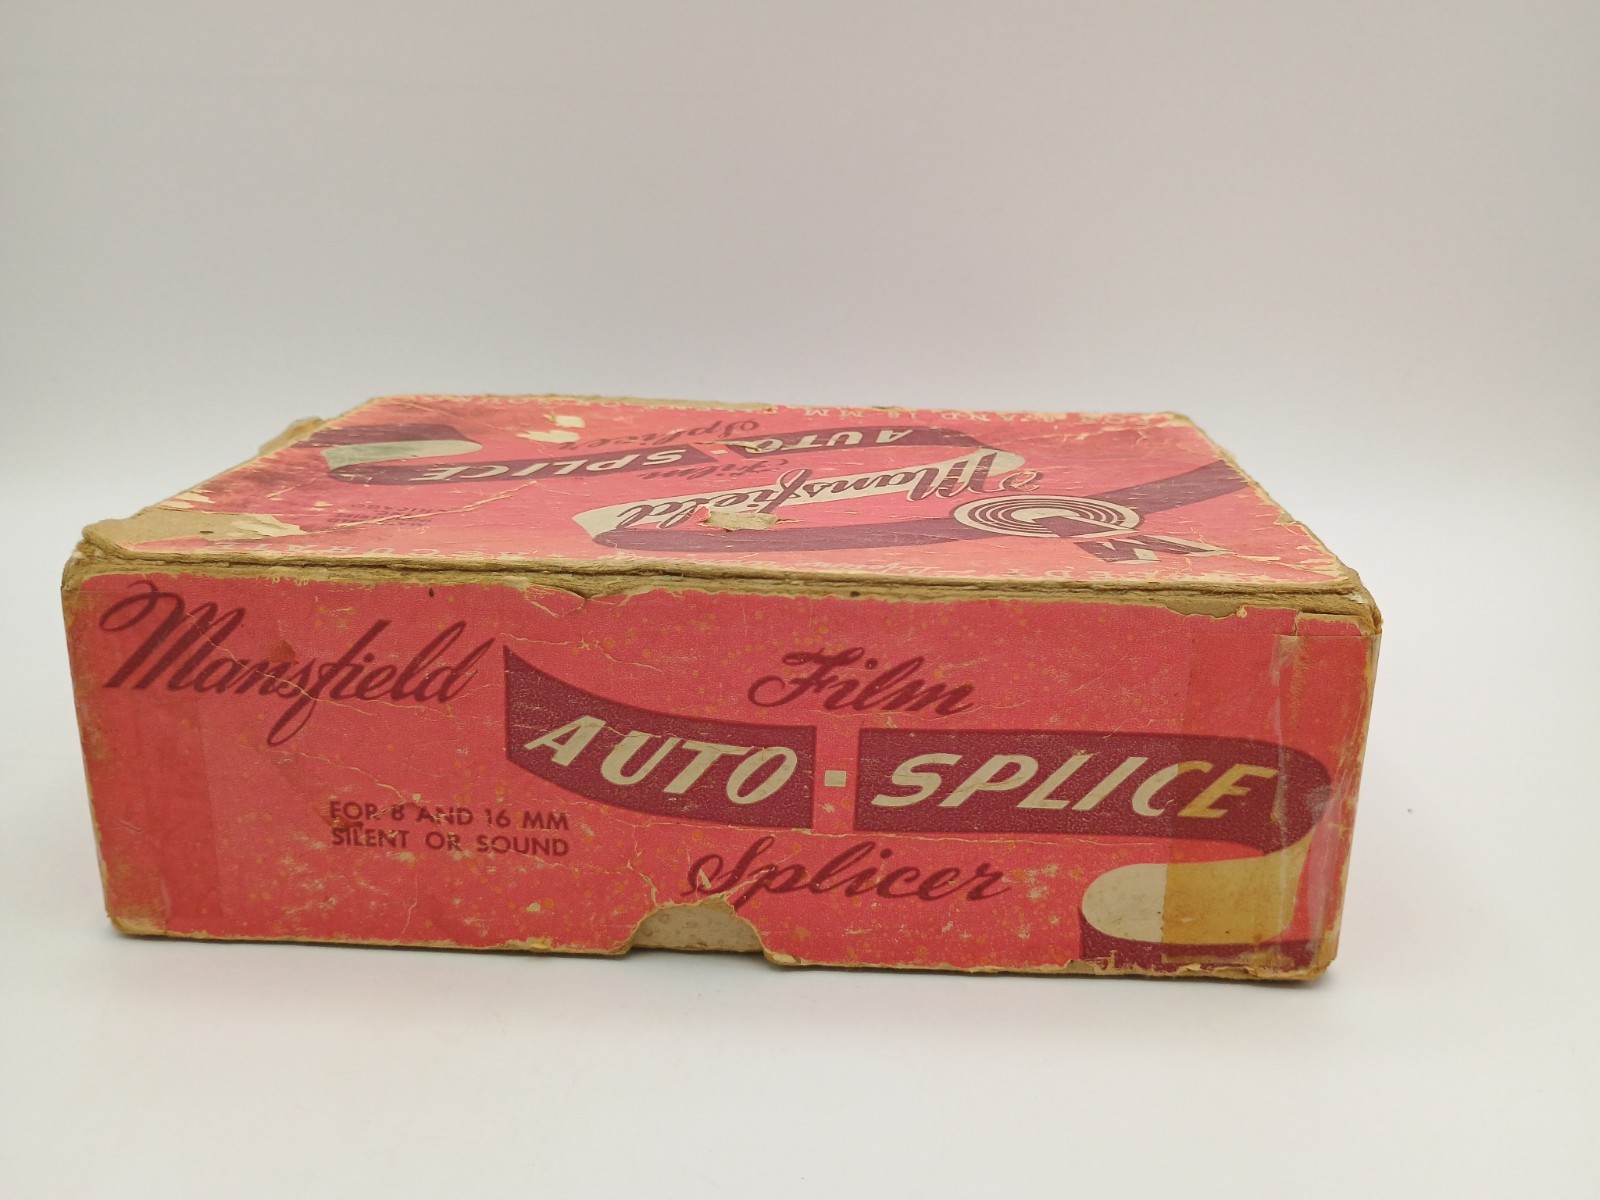 Mansfield
Film
AUTO · SPLICE
Splicer
FOR 8 AND 16 MM
SILENT OR SOUND
Mansfield
AUTO · SPLICE
Film Splicer
M